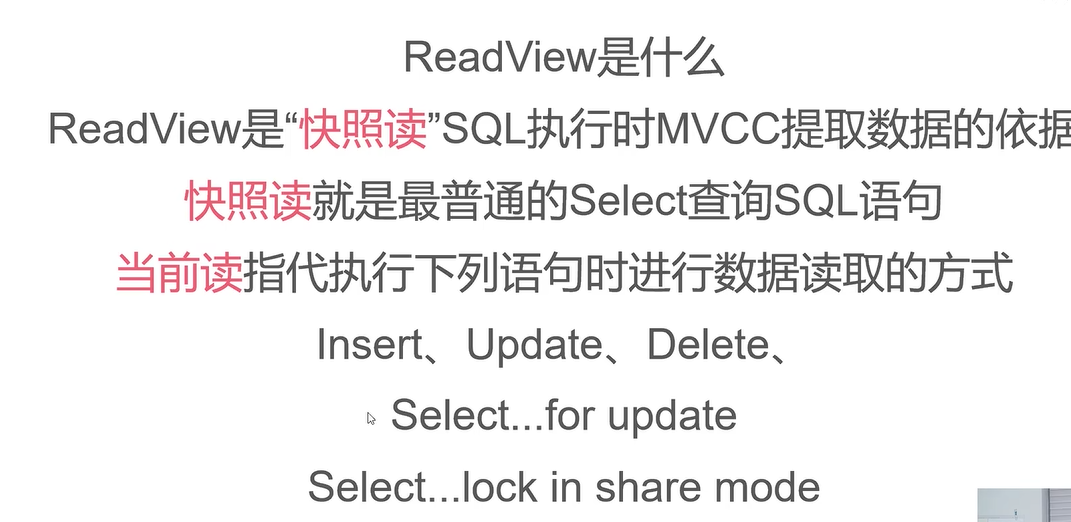 ReadView是什么
ReadView是“快照读”SQL执行时MVCC提取数据的依据
快照读就是最普通的Select查询SQL语句
当前读指代执行下列语句时进行数据读取的方式
Insert、Update、Delete、
Select...for update
Select...lock in share mode